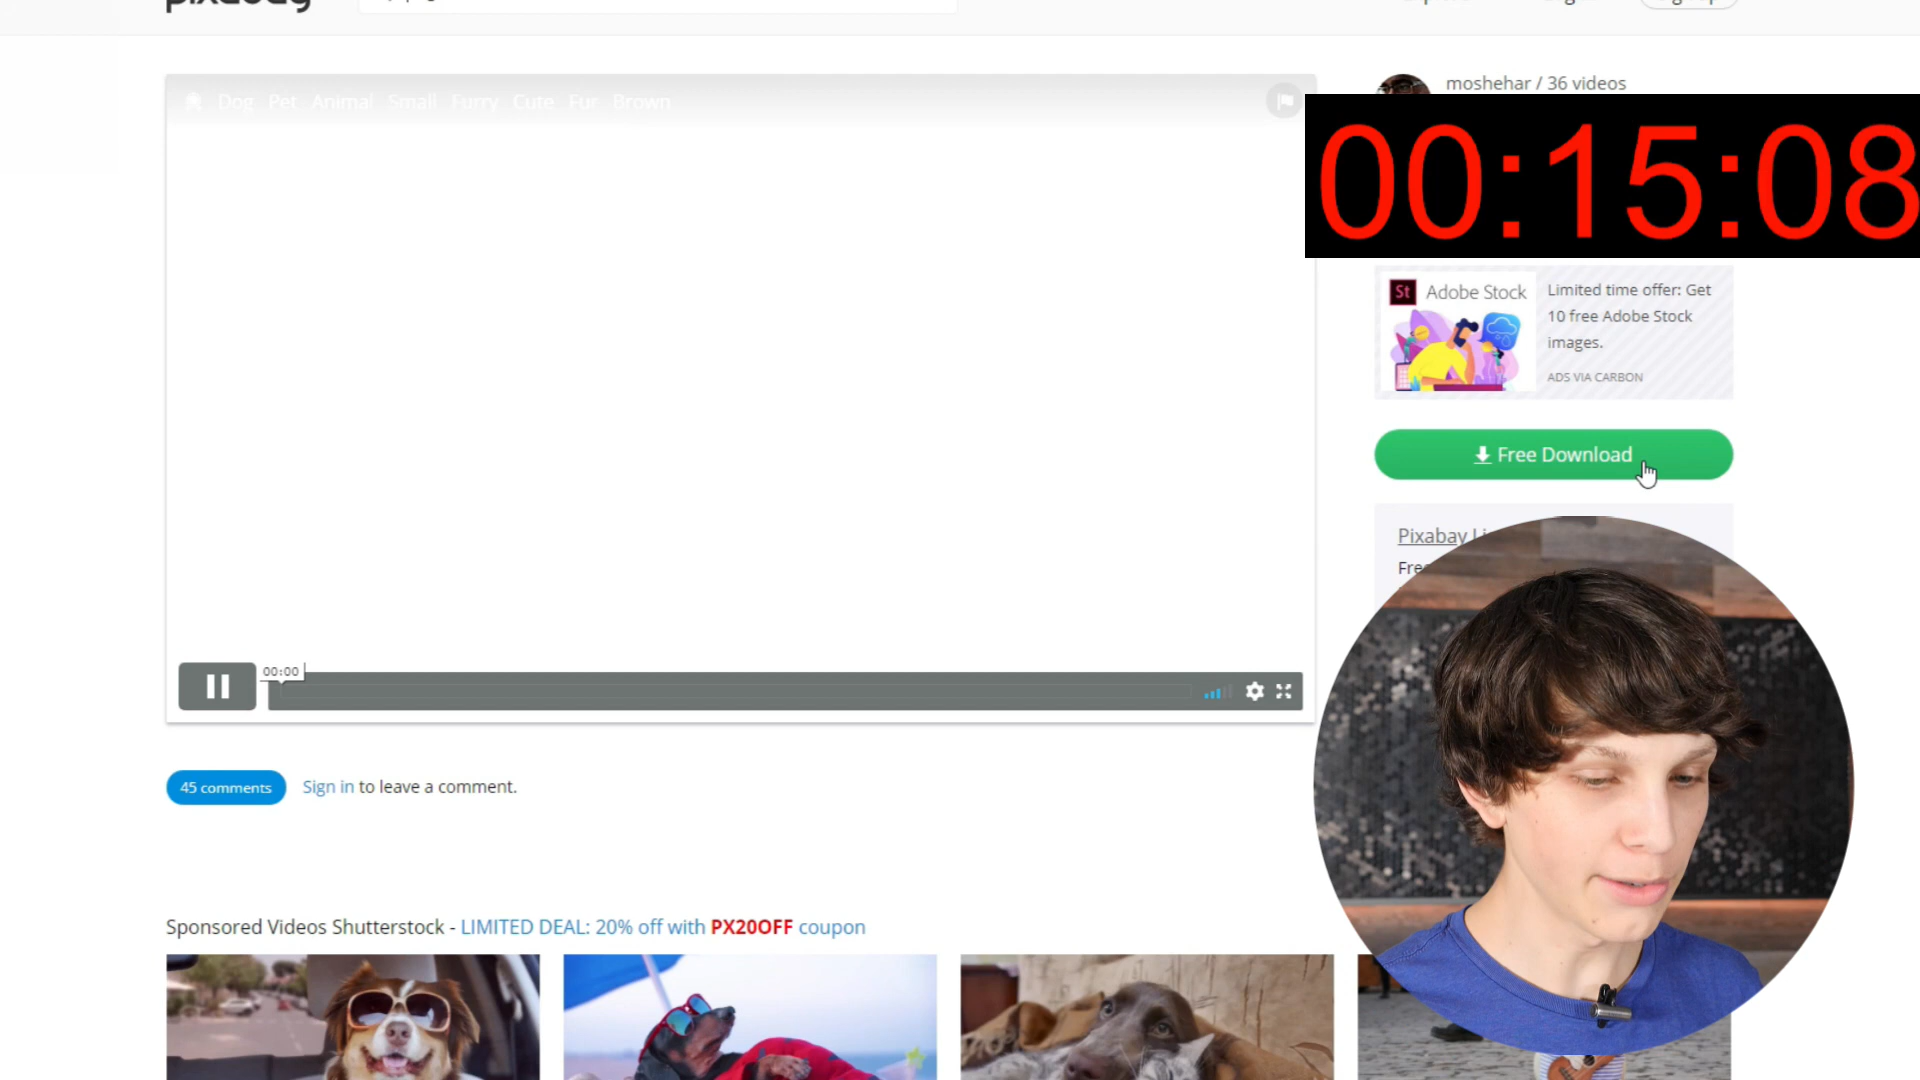 pixabay
moshehar / 36 videos
Dog Pet Animal Small Furry Cute Fur Brown
00:15:08
St Adobe Stock
Limited time offer: Get
10 free Adobe Stock
images.
ADS VIA CARBON
Free Download
Pixabay
00:00
45 comments
Sign in to leave a comment.
Sponsored Videos Shutterstock - LIMITED DEAL: 20% off with PX20OFF coupon